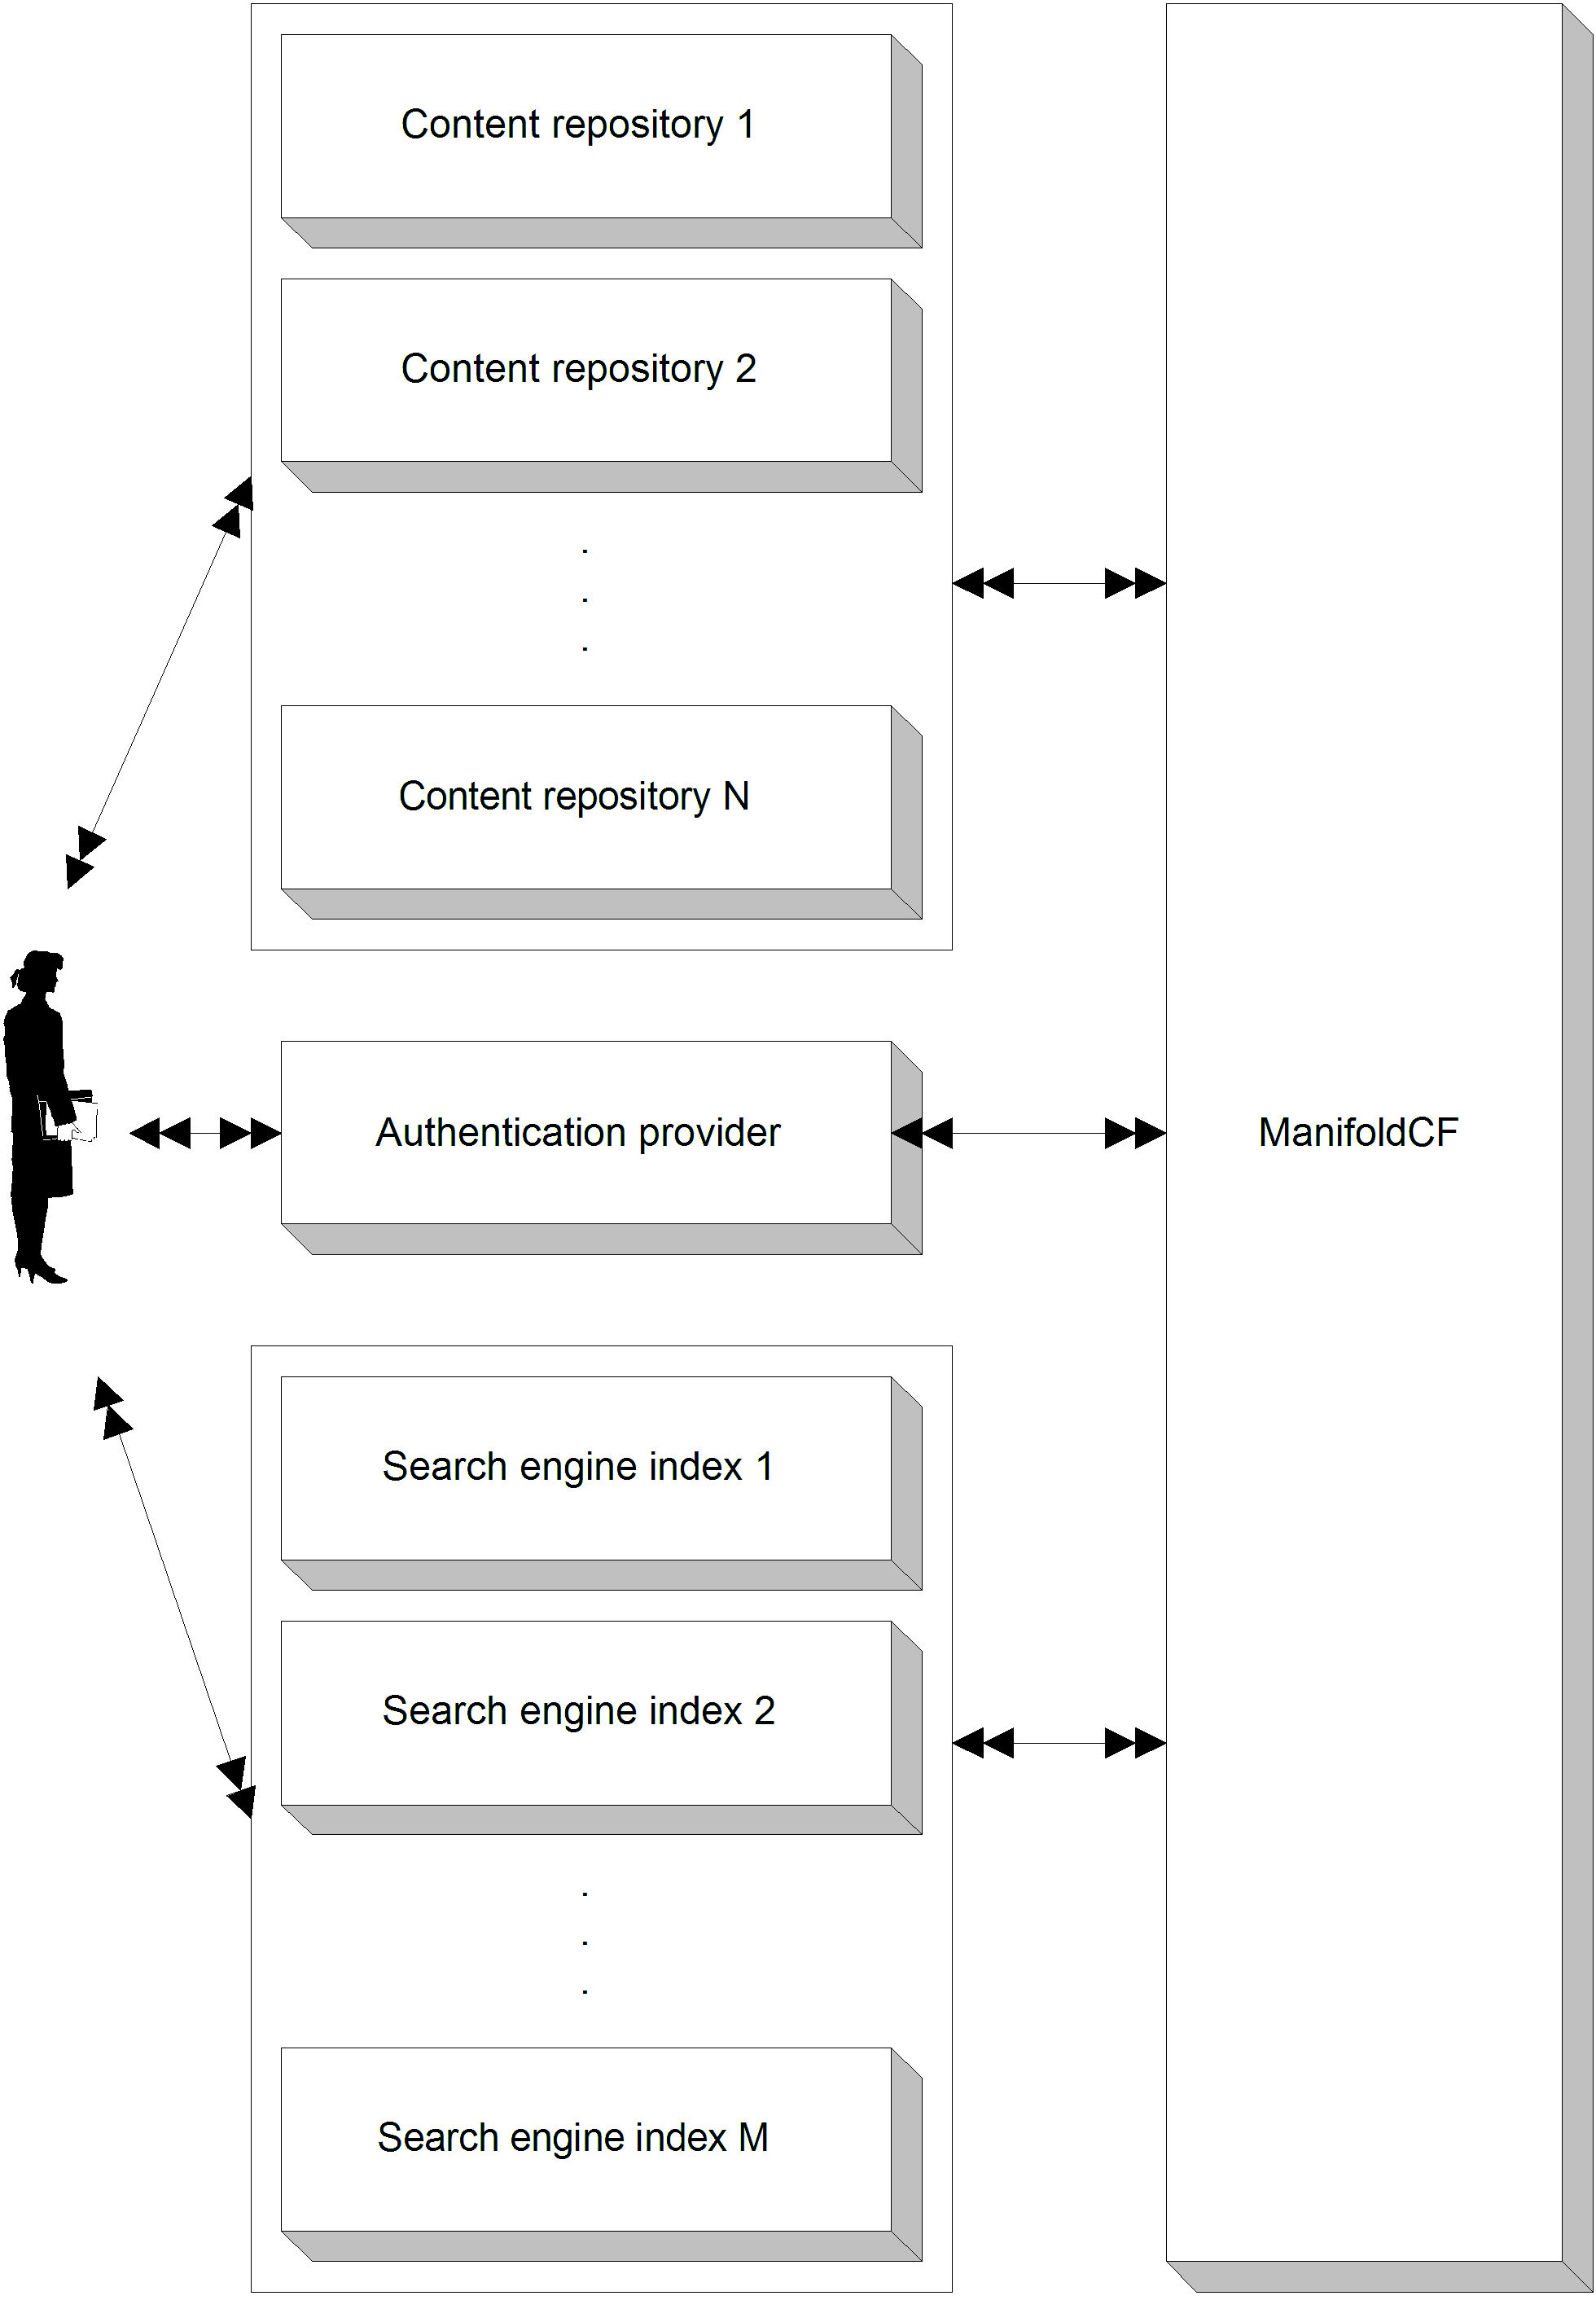 Content repository 1
Content repository 2
.
.
.
Content repository N
Authentication provider
ManifoldCF
Search engine index 1
Search engine index 2
.
.
.
Search engine index M